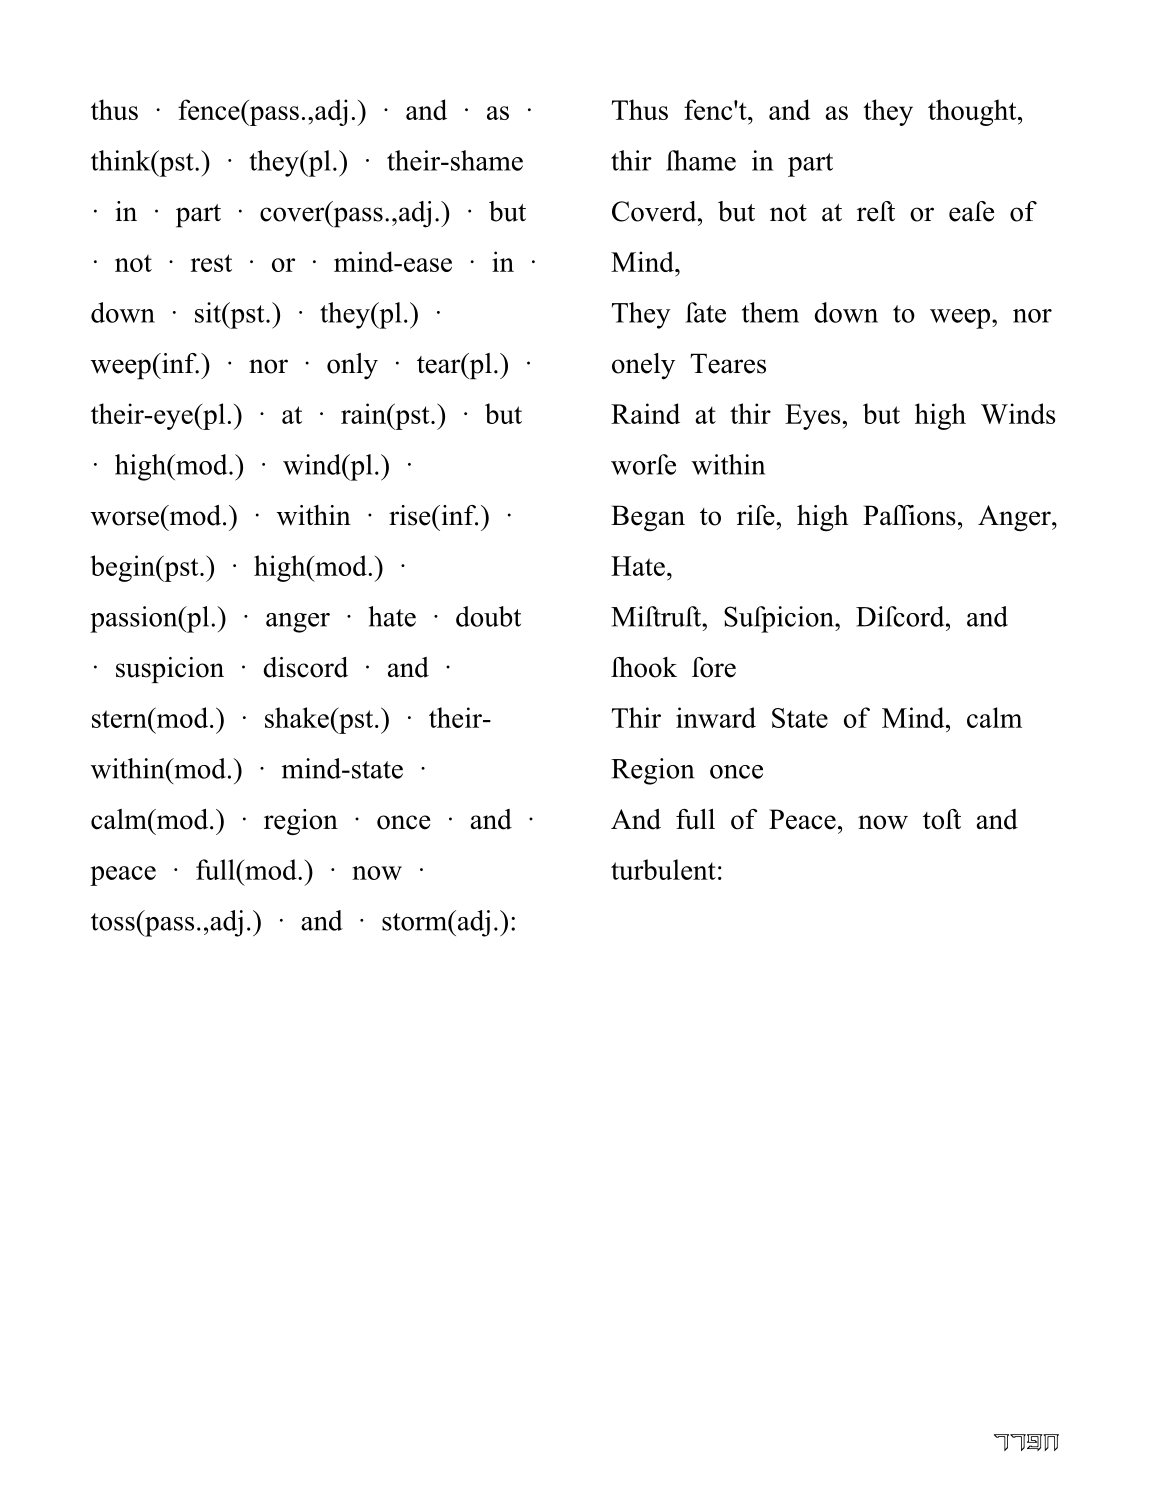 thus · fence(pass.,adj.) · and · as ·
think(pst.) · they(pl.) · their-shame
· in · part · cover(pass.,adj.) · but
· not · rest · or · mind-ease · in ·
down · sit(pst.) · they(pl.) ·
weep(inf.) · nor · only · tear(pl.) ·
their-eye(pl.) · at · rain(pst.) · but
· high(mod.) · wind(pl.) ·
worse(mod.) · within · rise(inf.) ·
begin(pst.) · high(mod.) ·
passion(pl.) · anger · hate · doubt
· suspicion · discord · and ·
stern(mod.) · shake(pst.) · their-
within(mod.) · mind-state ·
calm(mod.) · region · once · and ·
peace · full(mod.) · now ·
toss(pass.,adj.) · and · storm(adj.):
Thus fenc't, and as they thought,
thir ſhame in part
Coverd, but not at reſt or eaſe of
Mind,
They ſate them down to weep, nor
onely Teares
Raind at thir Eyes, but high Winds
worſe within
Began to riſe, high Paſſions, Anger,
Hate,
Miſtruſt, Suſpicion, Diſcord, and
ſhook ſore
Thir inward State of Mind, calm
Region once
And full of Peace, now toſt and
turbulent:
חפרד